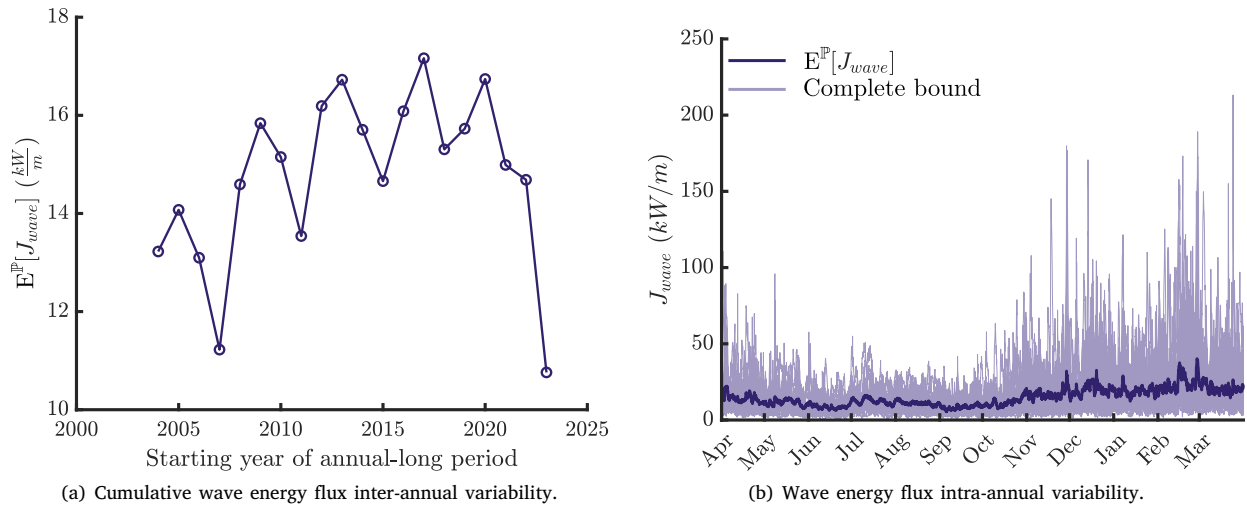 18
16
14
12
10
E^ℙ[J_wave] (kW/m)
2000
2005
2010
2015
2020
2025
Starting year of annual-long period
(a) Cumulative wave energy flux inter-annual variability.
250
200
150
100
50
0
J_wave (kW/m)
E^ℙ[J_wave]
Complete bound
Apr
May
Jun
Jul
Aug
Sep
Oct
Nov
Dec
Jan
Feb
Mar
(b) Wave energy flux intra-annual variability.